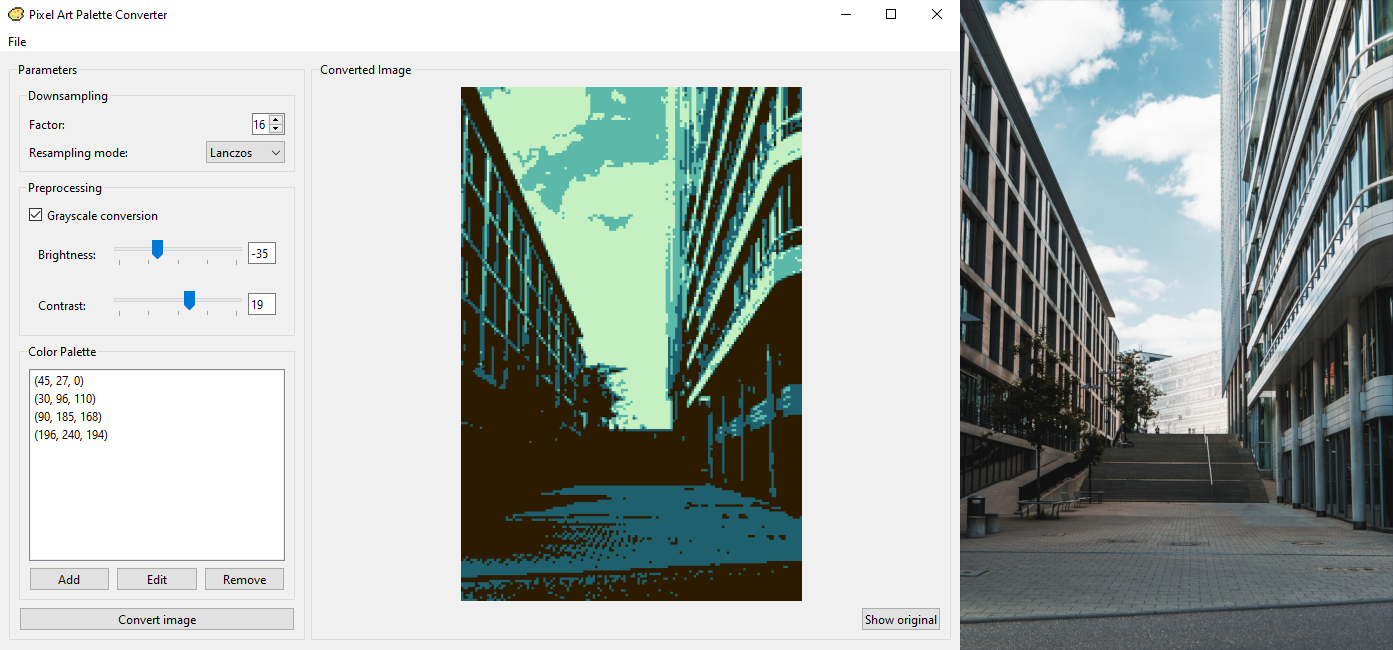 Pixel Art Palette Converter
File
Parameters
Downsampling
Factor:
16
Resampling mode:
Lanczos
Preprocessing
Grayscale conversion
Brightness:
-35
Contrast:
19
Color Palette
(45, 27, 0)
(30, 96, 110)
(90, 185, 168)
(196, 240, 194)
Add
Edit
Remove
Convert image
Converted Image
Show original